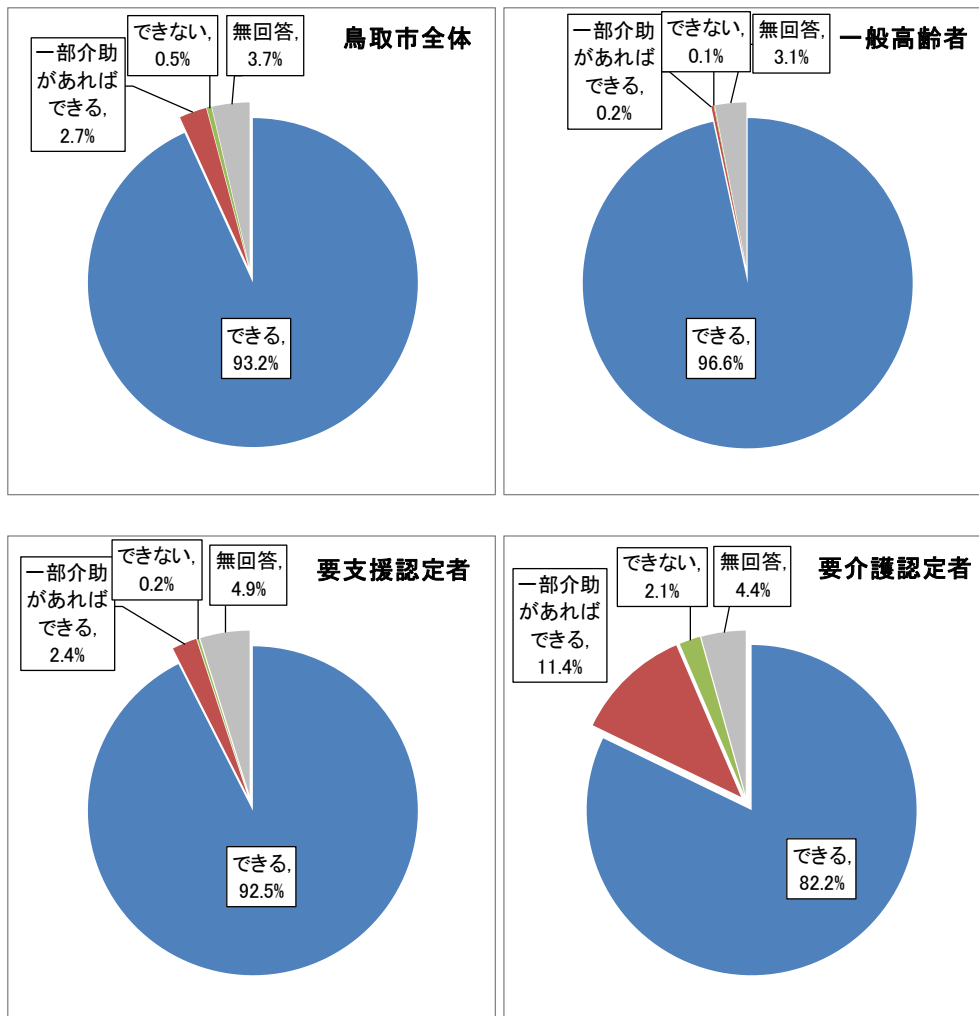 鳥取市全体
一部介助
があれば
できる,
2.7%
できない,
0.5%
無回答,
3.7%
できる,
93.2%
一般高齢者
一部介助
があれば
できる,
0.2%
できない,
0.1%
無回答,
3.1%
できる,
96.6%
要支援認定者
一部介助
があれば
できる,
2.4%
できない,
0.2%
無回答,
4.9%
できる,
92.5%
要介護認定者
一部介助
があれば
できる,
11.4%
できない,
2.1%
無回答,
4.4%
できる,
82.2%